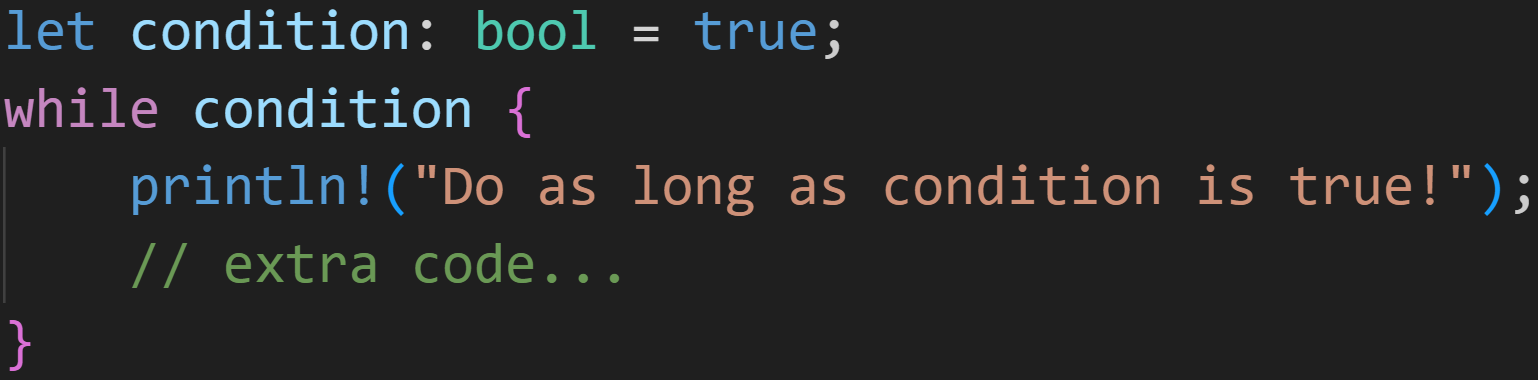 let condition: bool = true;
while condition {
    println!("Do as long as condition is true!");
    // extra code...
}